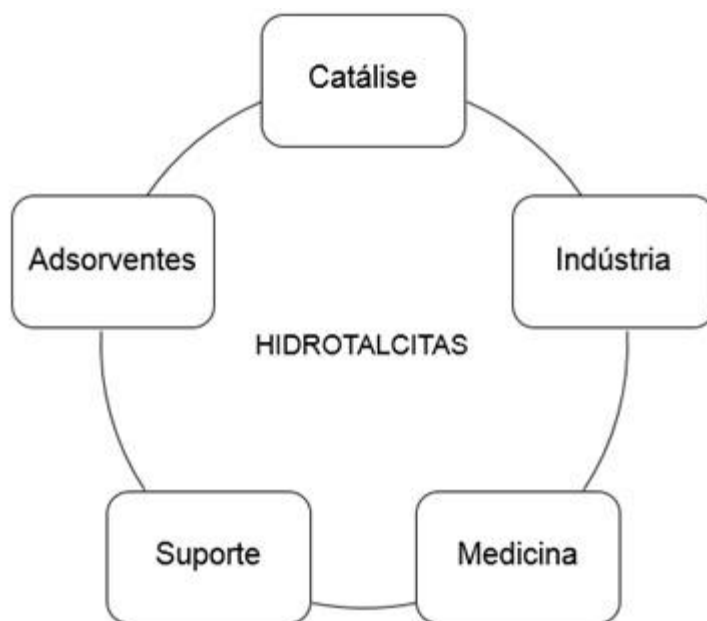 Catálise
Adsorventes
Indústria
HIDROTALCITAS
Suporte
Medicina